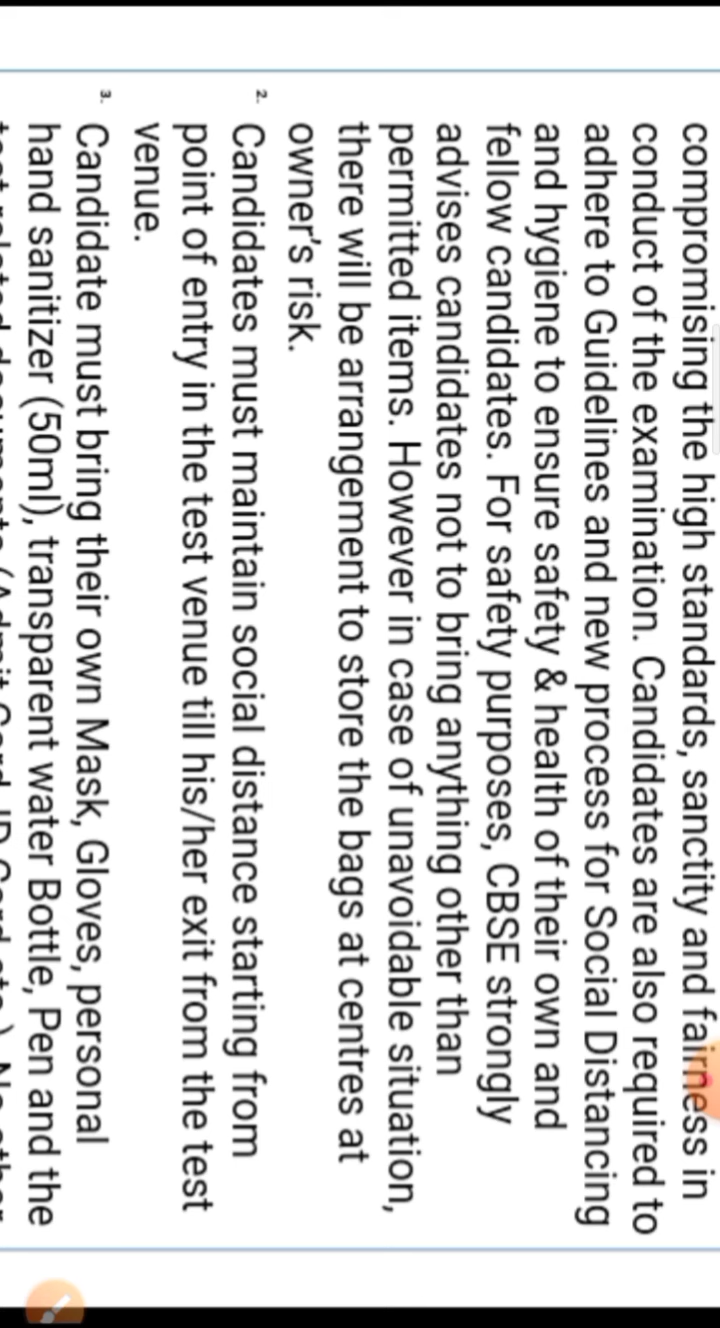 compromising the high standards, sanctity and fairness in
conduct of the examination. Candidates are also required to
adhere to Guidelines and new process for Social Distancing
and hygiene to ensure safety & health of their own and
fellow candidates. For safety purposes, CBSE strongly
advises candidates not to bring anything other than
permitted items. However in case of unavoidable situation,
there will be arrangement to store the bags at centres at
owner's risk.
2. Candidates must maintain social distance starting from
point of entry in the test venue till his/her exit from the test
venue.
3. Candidate must bring their own Mask, Gloves, personal
hand sanitizer (50ml), transparent water Bottle, Pen and the